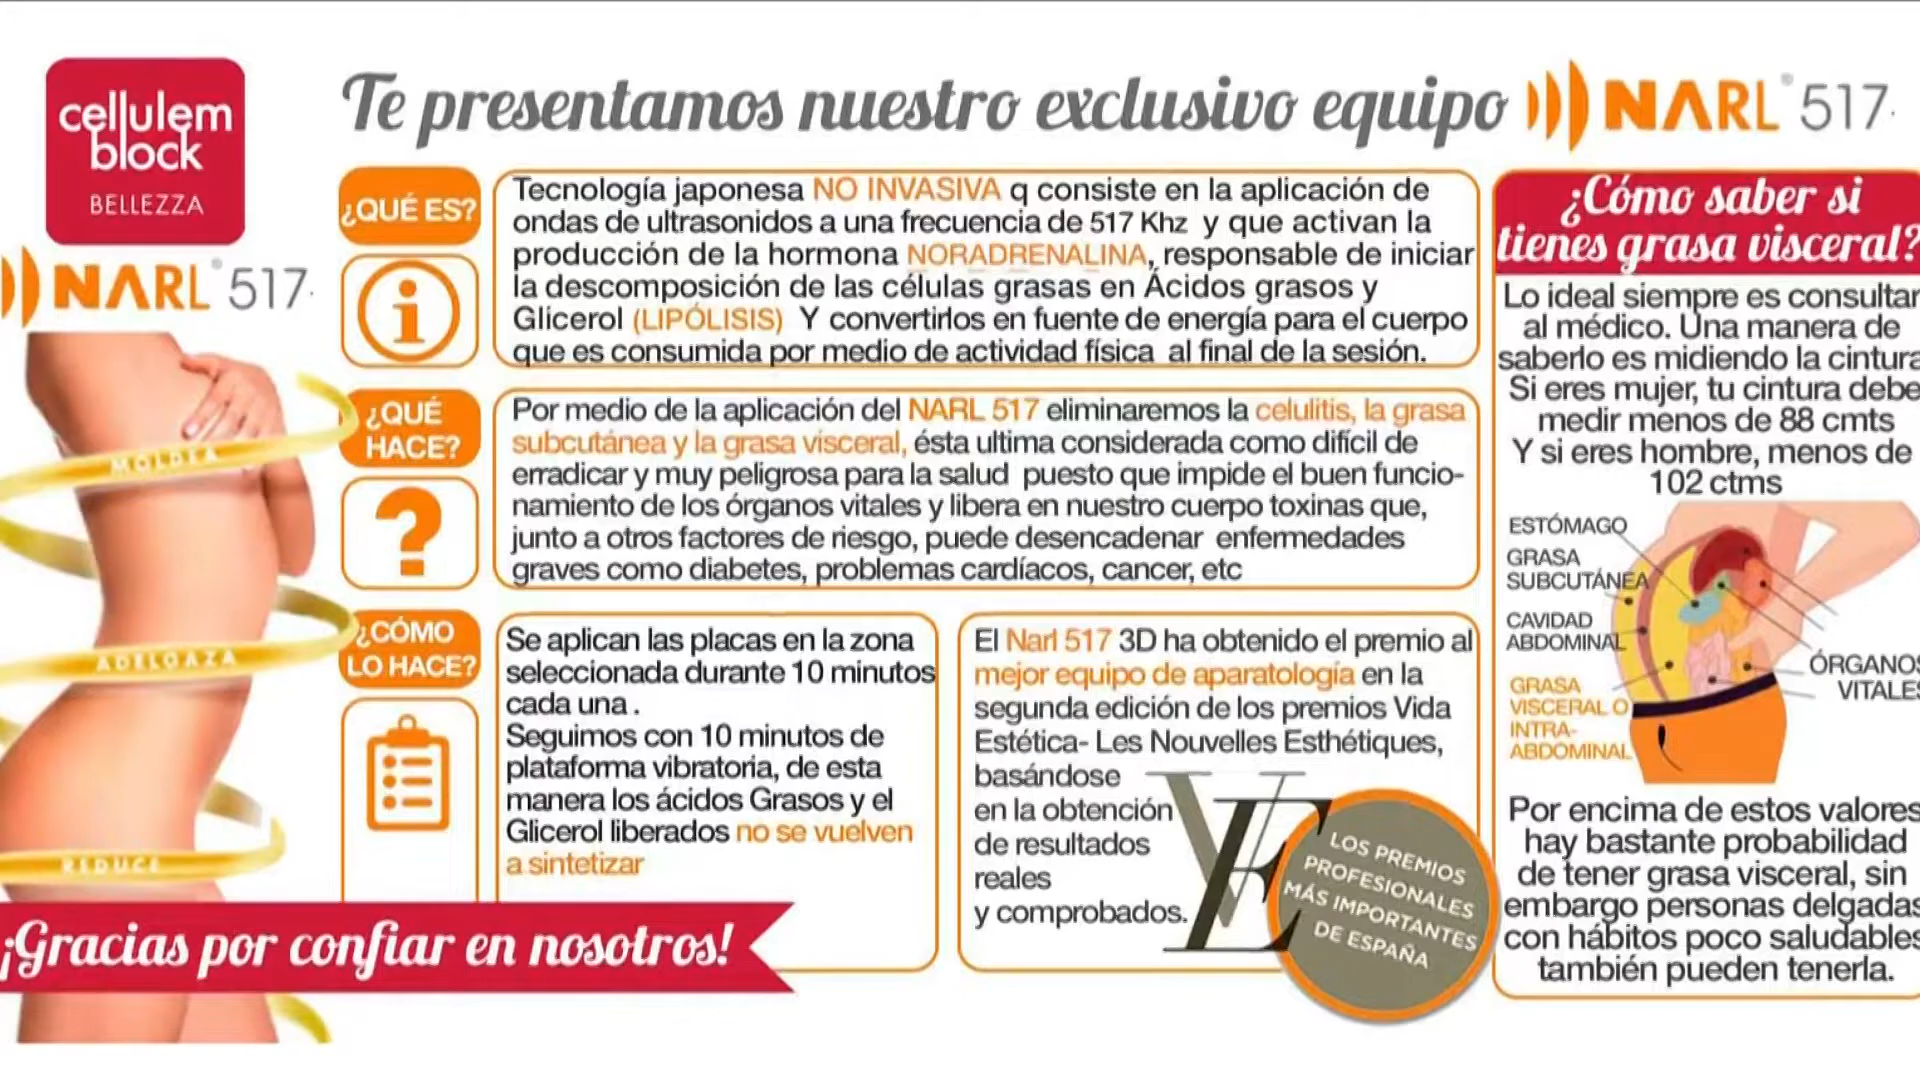 cellulem
block
BELLEZZA
NARL® 517.
Te presentamos nuestro exclusivo equipo NARL® 517.
¿QUÉ ES?
Tecnología japonesa NO INVASIVA q consiste en la aplicación de
ondas de ultrasonidos a una frecuencia de 517 Khz y que activan la
producción de la hormona NORADRENALINA, responsable de iniciar
la descomposición de las células grasas en Ácidos grasos y
Glicerol (LIPÓLISIS) Y convertirlos en fuente de energía para el cuerpo
que es consumida por medio de actividad física al final de la sesión.
¿QUÉ
HACE?
Por medio de la aplicación del NARL 517 eliminaremos la celulitis, la grasa
subcutánea y la grasa visceral, ésta ultima considerada como difícil de
erradicar y muy peligrosa para la salud puesto que impide el buen funcio-
namiento de los órganos vitales y libera en nuestro cuerpo toxinas que,
junto a otros factores de riesgo, puede desencadenar enfermedades
graves como diabetes, problemas cardíacos, cancer, etc
¿CÓMO
LO HACE?
Se aplican las placas en la zona
seleccionada durante 10 minutos
cada una .
Seguimos con 10 minutos de
plataforma vibratoria, de esta
manera los ácidos Grasos y el
Glicerol liberados no se vuelven
a sintetizar
El Narl 517 3D ha obtenido el premio al
mejor equipo de aparatología en la
segunda edición de los premios Vida
Estética- Les Nouvelles Esthétiques,
basándose
en la obtención
de resultados
reales
y comprobados.
VE
LOS PREMIOS
PROFESIONALES
MÁS IMPORTANTES
DE ESPAÑA
¿Cómo saber si
tienes grasa visceral?
Lo ideal siempre es consultar
al médico. Una manera de
saberlo es midiendo la cintura
Si eres mujer, tu cintura debe
medir menos de 88 cmts
Y si eres hombre, menos de
102 ctms
ESTÓMAGO
GRASA
SUBCUTÁNEA
CAVIDAD
ABDOMINAL
GRASA
VISCERAL O
INTRA-
ABDOMINAL
ÓRGANOS
VITALES
Por encima de estos valores
hay bastante probabilidad
de tener grasa visceral, sin
embargo personas delgadas
con hábitos poco saludables
también pueden tenerla.
MOLDEA
ADELGAZA
REDUCE
¡Gracias por confiar en nosotros!